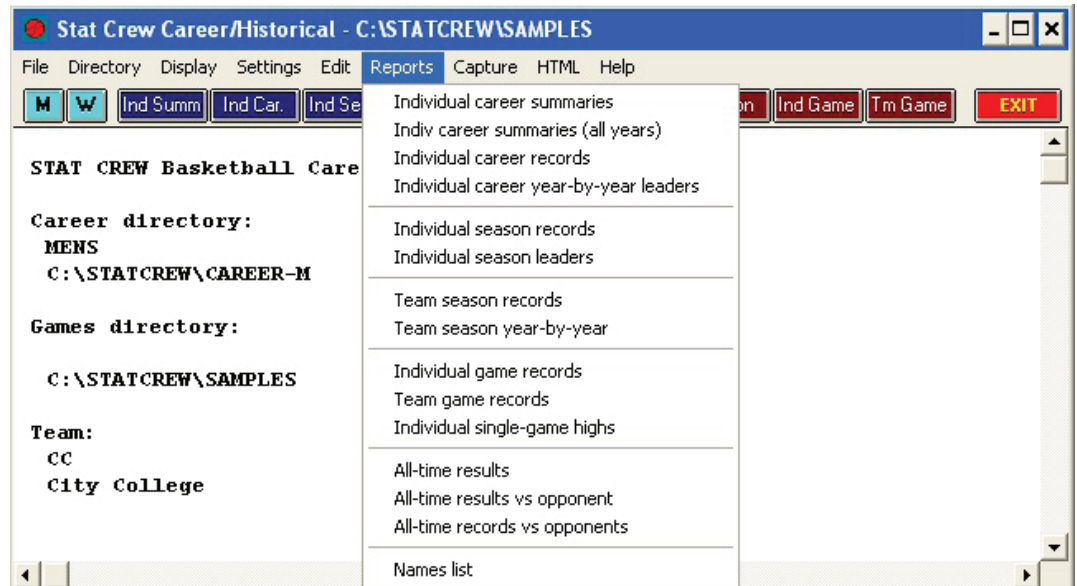 Stat Crew Career/Historical - C:\STATCREW\SAMPLES
File Directory Display Settings Edit Reports Capture HTML Help
M W Ind Summ Ind Car. Ind Se on Ind Game Tm Game EXIT
Individual career summaries
Indiv career summaries (all years)
Individual career records
Individual career year-by-year leaders
Individual season records
Individual season leaders
Team season records
Team season year-by-year
Individual game records
Team game records
Individual single-game highs
All-time results
All-time results vs opponent
All-time records vs opponents
Names list
STAT CREW Basketball Care
Career directory:
MENS
C:\STATCREW\CAREER-M
Games directory:
C:\STATCREW\SAMPLES
Team:
CC
City College